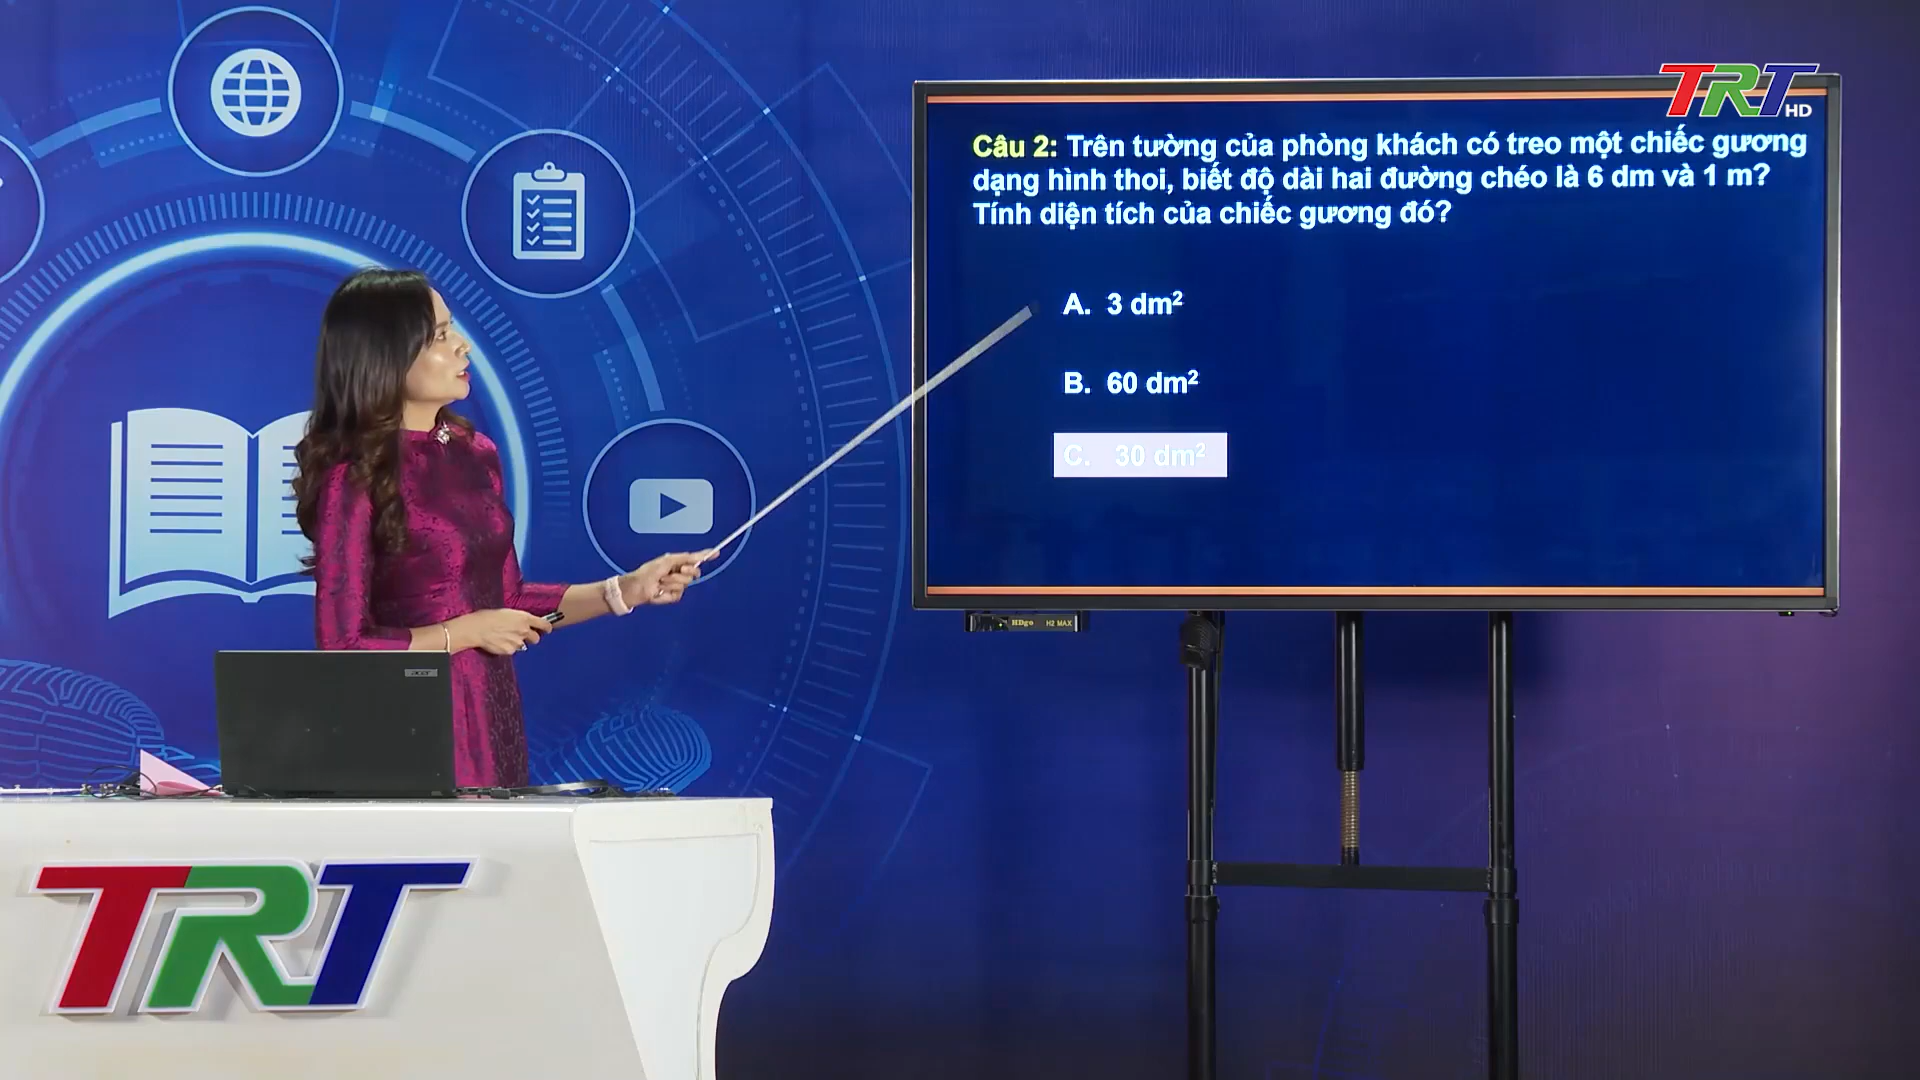 TRT HD
Câu 2: Trên tường của phòng khách có treo một chiếc gương
dạng hình thoi, biết độ dài hai đường chéo là 6 dm và 1 m?
Tính diện tích của chiếc gương đó?
A. 3 dm²
B. 60 dm²
C. 30 dm²
HDgo H2 MAX
acer
TRT